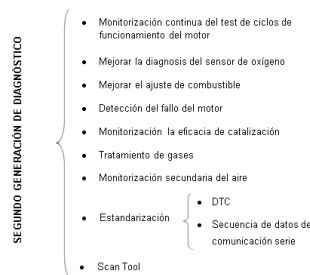 SEGUNDO GENERACIÓN DE DIAGNÓSTICO
• Monitorización continua del test de ciclos de
funcionamiento del motor
• Mejorar la diagnosis del sensor de oxígeno
• Mejorar el ajuste de combustible
• Detección del fallo del motor
• Monitorización la eficacia de catalización
• Tratamiento de gases
• Monitorización secundaria del aire
• Estandarización
• DTC
• Secuencia de datos de
comunicación serie
• Scan Tool